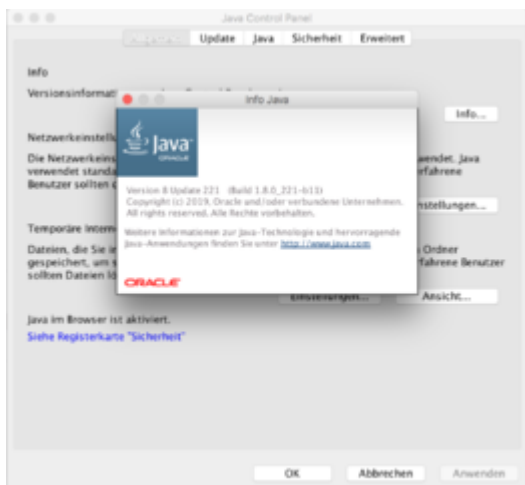 Java Control Panel
Update Java Sicherheit Erweitert
Info
Versionsinformat
Info Java
Info...
Java
ORACLE
Netzwerkeinstell
Die Netzwerkeins
wendet. Java
verwendet standa
rfahrene
Benutzer sollten
nstellungen...
Version 8 Update 221 (Build 1.8.0_221-b11)
Copyright (c) 2019, Oracle und/oder verbundene Unternehmen.
All rights reserved, Alle Rechte vorbehalten.
Weitere Informationen zur Java-Technologie und hervorragende
Java-Anwendungen finden Sie unter http://www.java.com
Temporäre Intern
Dateien, die Sie i
Ordner
gespeichert, um s
fahrene Benutzer
sollten Dateien lö
ORACLE
Einstellungen...
Ansicht...
Java im Browser ist aktiviert.
Siehe Registerkarte "Sicherheit"
OK Abbrechen Anwenden